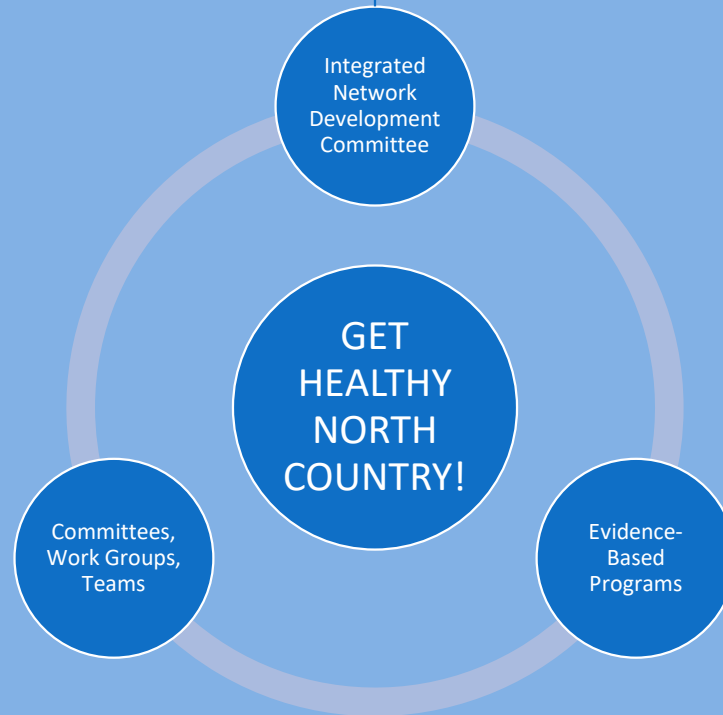 Integrated
Network
Development
Committee
GET
HEALTHY
NORTH
COUNTRY!
Committees,
Work Groups,
Teams
Evidence-
Based
Programs